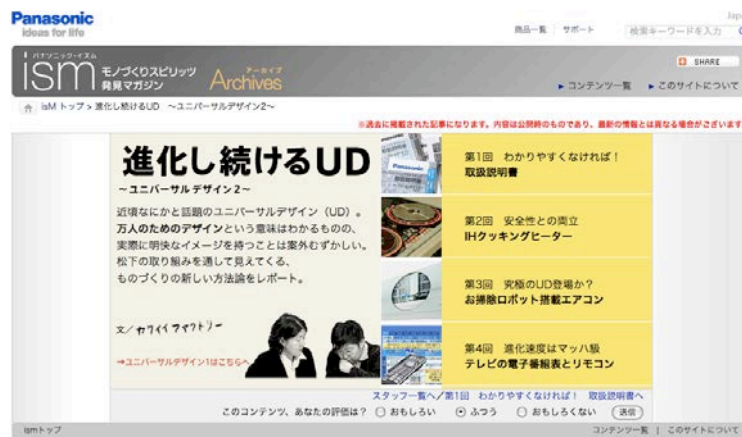 Panasonic
ideas for life
商品一覧 サポート
検索キーワードを入力
パナソニック・イズム
ism モノづくりスピリッツ
発見マガジン
アーカイブ
Archives
SHARE
コンテンツ一覧 このサイトについて
isM トップ > 進化し続けるUD ～ユニバーサルデザイン2～
※過去に掲載された記事になります。内容は公開時のものであり、最新の情報とは異なる場合がございます
進化し続けるUD
～ユニバーサルデザイン2～
近頃なにかと話題のユニバーサルデザイン（UD）。
万人のためのデザインという意味はわかるものの、
実際に明快なイメージを持つことは案外むずかしい。
松下の取り組みを通して見えてくる、
ものづくりの新しい方法論をレポート。
文／カワイイファクトリー
→ユニバーサルデザイン1はこちらへ
第1回 わかりやすくなければ！
取扱説明書
第2回 安全性との両立
IHクッキングヒーター
第3回 究極のUD登場か？
お掃除ロボット搭載エアコン
第4回 進化速度はマッハ級
テレビの電子番組表とリモコン
スタッフ一覧へ／第1回 わかりやすくなければ！ 取扱説明書へ
このコンテンツ、あなたの評価は？ おもしろい ふつう おもしろくない 送信
ismトップ
コンテンツ一覧 | このサイトについて